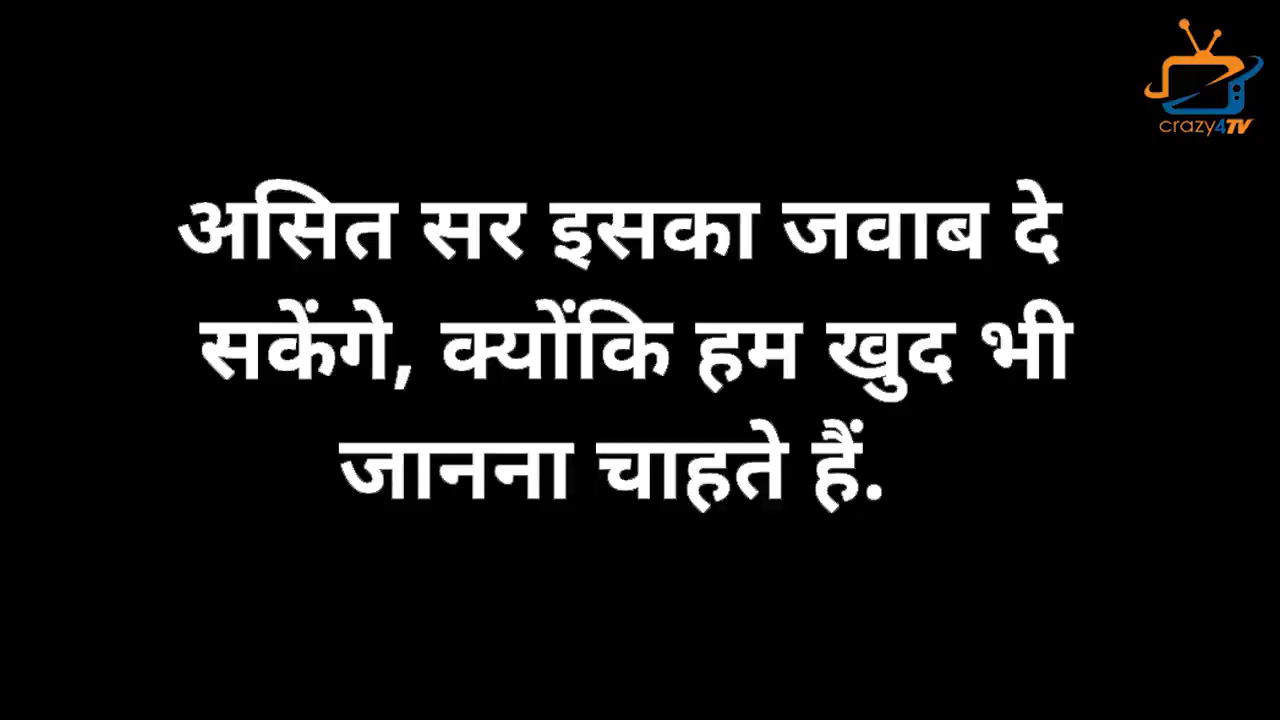 crazy4TV
असित सर इसका जवाब दे
सकेंगे, क्योंकि हम खुद भी
जानना चाहते हैं.